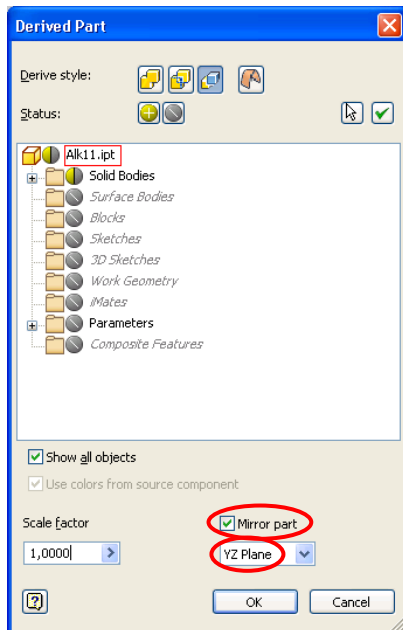 Derived Part
Derive style:
Status:
Alk11.ipt
Solid Bodies
Surface Bodies
Blocks
Sketches
3D Sketches
Work Geometry
iMates
Parameters
Composite Features
Show all objects
Use colors from source component
Scale factor
Mirror part
1,0000
YZ Plane
OK Cancel